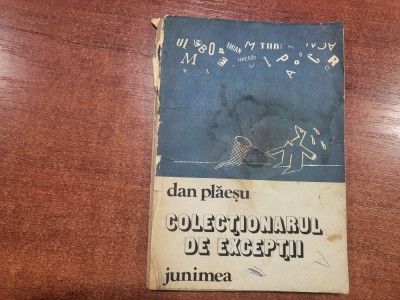 dan plăeșu
COLECȚIONARUL
DE EXCEPȚII
junimea